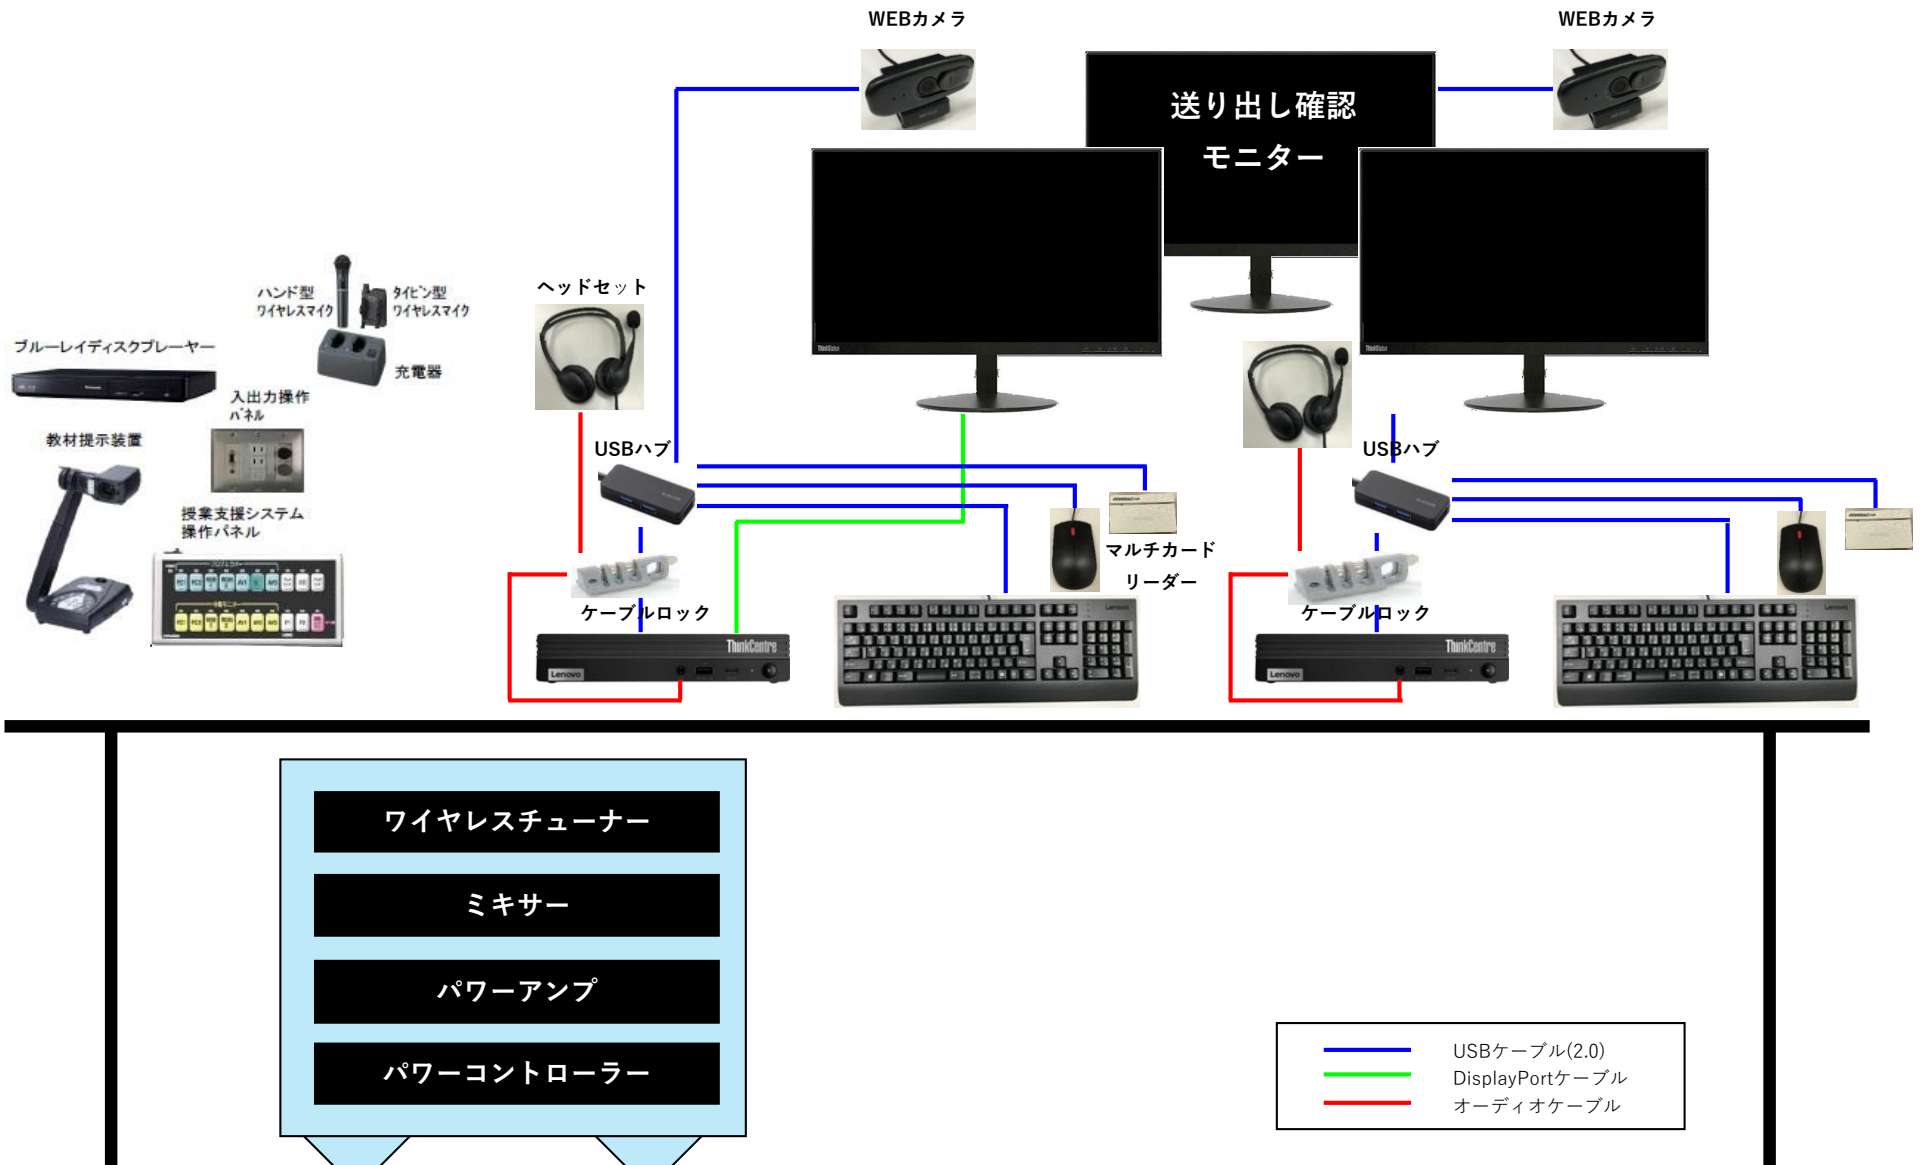 WEBカメラ
WEBカメラ
送り出し確認
モニター
ハンド型
ワイヤレスマイク
タイピン型
ワイヤレスマイク
充電器
ブルーレイディスクプレーヤー
入出力操作
パネル
教材提示装置
授業支援システム
操作パネル
ヘッドセット
USBハブ
USBハブ
マルチカード
リーダー
ケーブルロック
ケーブルロック
ThinkCentre
Lenovo
Lenovo
ThinkCentre
Lenovo
Lenovo
ワイヤレスチューナー
ミキサー
パワーアンプ
パワーコントローラー
USBケーブル(2.0)
DisplayPortケーブル
オーディオケーブル